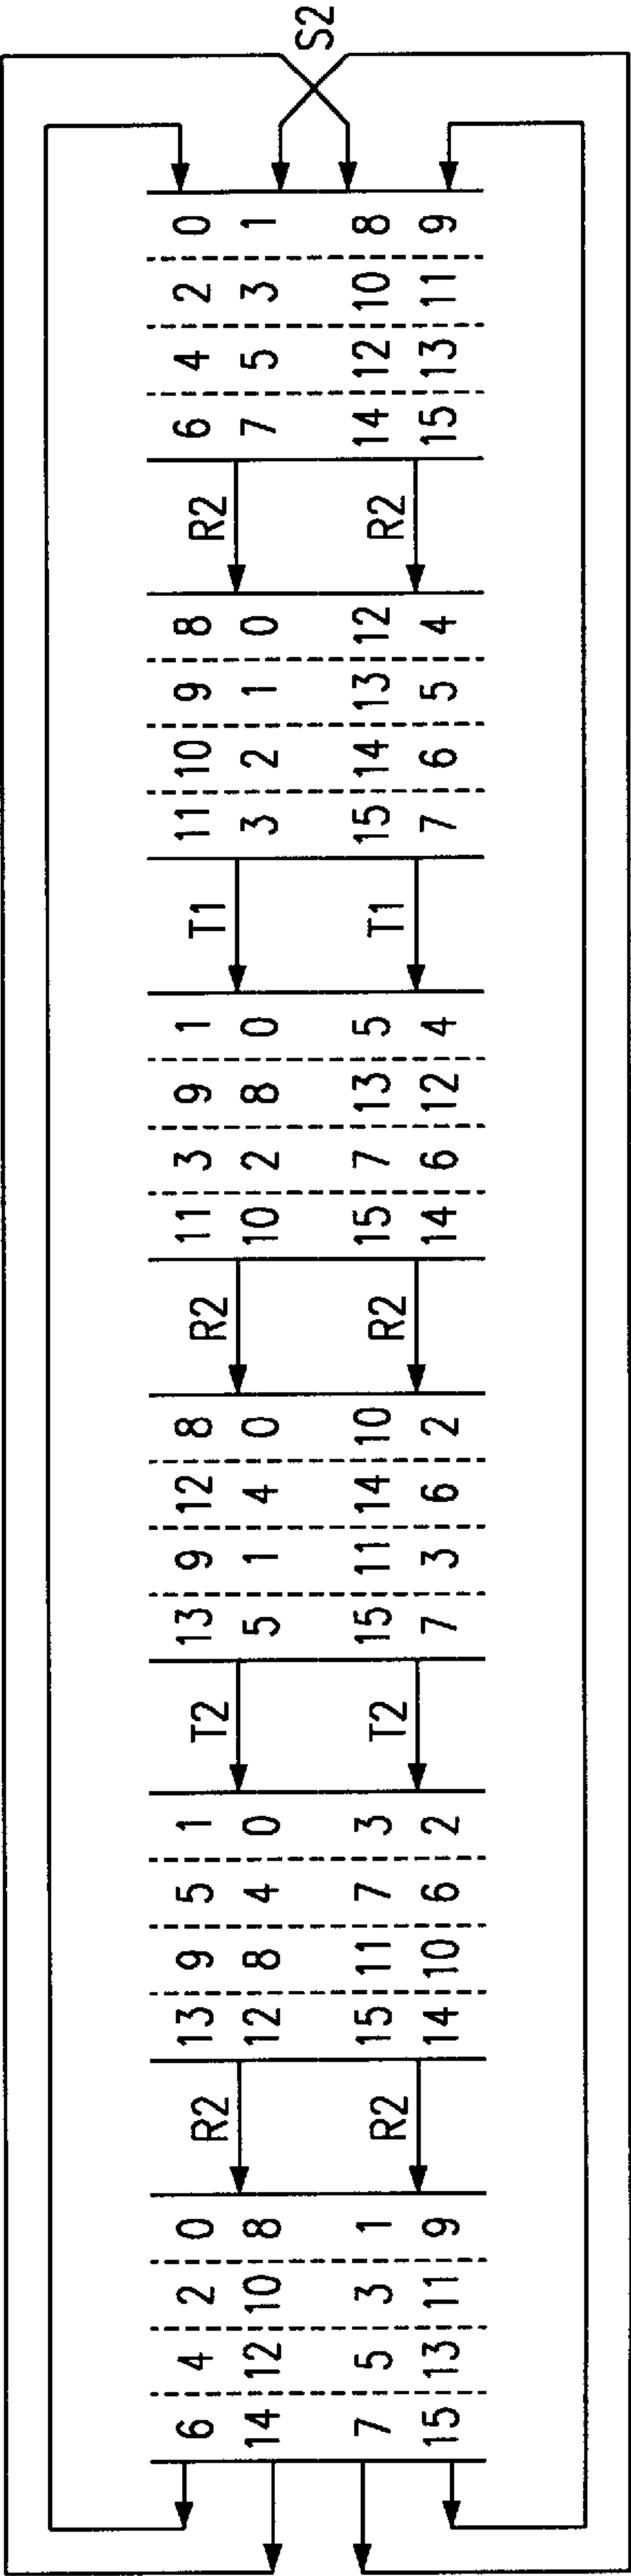 6 4 2 0 R2 13 9 5 1 T2 13 9 12 8 R2 11 3 9 1 T1 11 10 9 8 R2 6 4 2 0
14 12 10 8 12 8 4 0 5 1 4 0 10 2 8 0 3 2 1 0 7 5 3 1
S2
7 5 3 1 R2 15 11 7 3 T2 15 11 14 10 R2 15 7 13 5 T1 15 14 13 12 R2 14 12 10 8
15 13 11 9 14 10 6 2 7 3 6 2 14 6 12 4 7 6 5 4 15 13 11 9